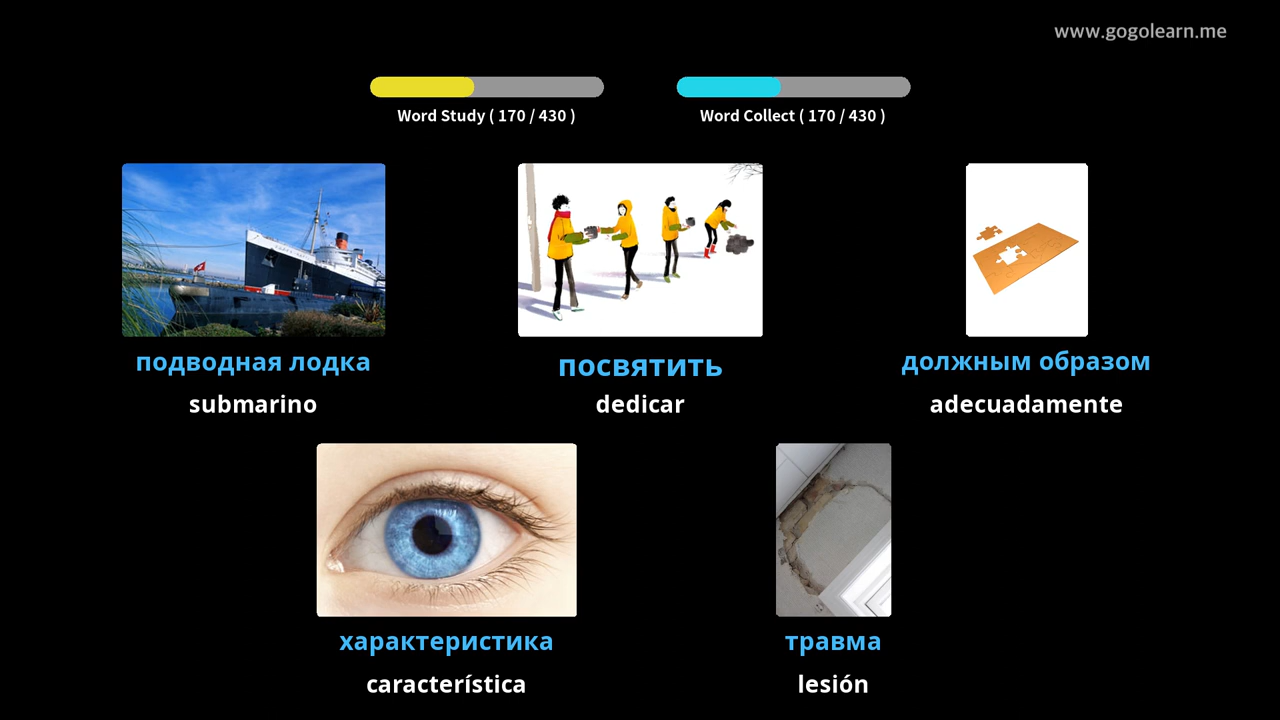 www.gogolearn.me
Word Study ( 170 / 430 )
Word Collect ( 170 / 430 )
подводная лодка
submarino
посвятить
dedicar
должным образом
adecuadamente
характеристика
característica
травма
lesión